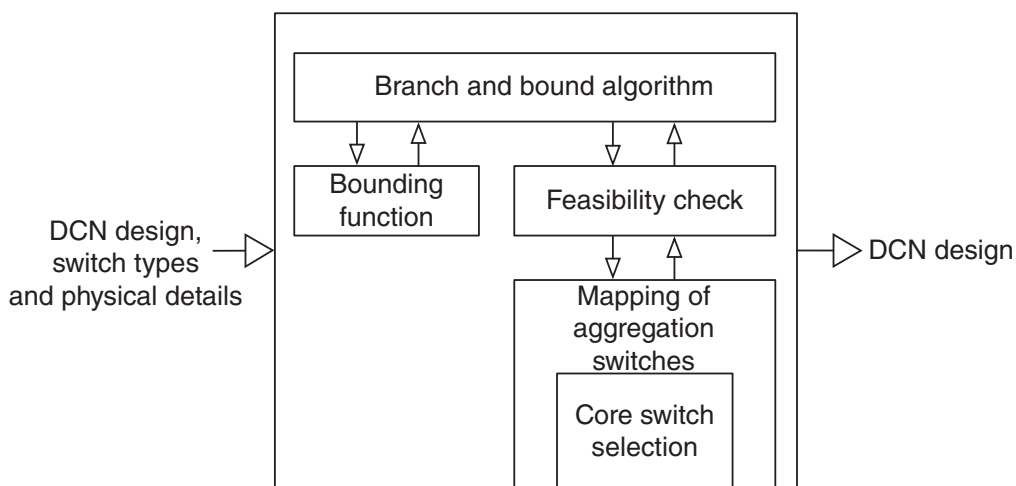 Branch and bound algorithm
Bounding
function
Feasibility check
DCN design,
switch types
and physical details
DCN design
Mapping of
aggregation
switches
Core switch
selection